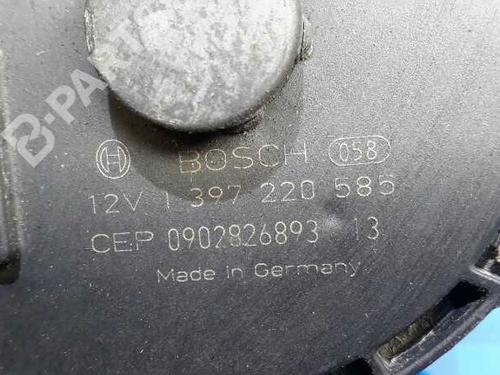 B-PARTS
BOSCH 058
12V 1 397 220 585
CEP 0902826893 13
Made in Germany